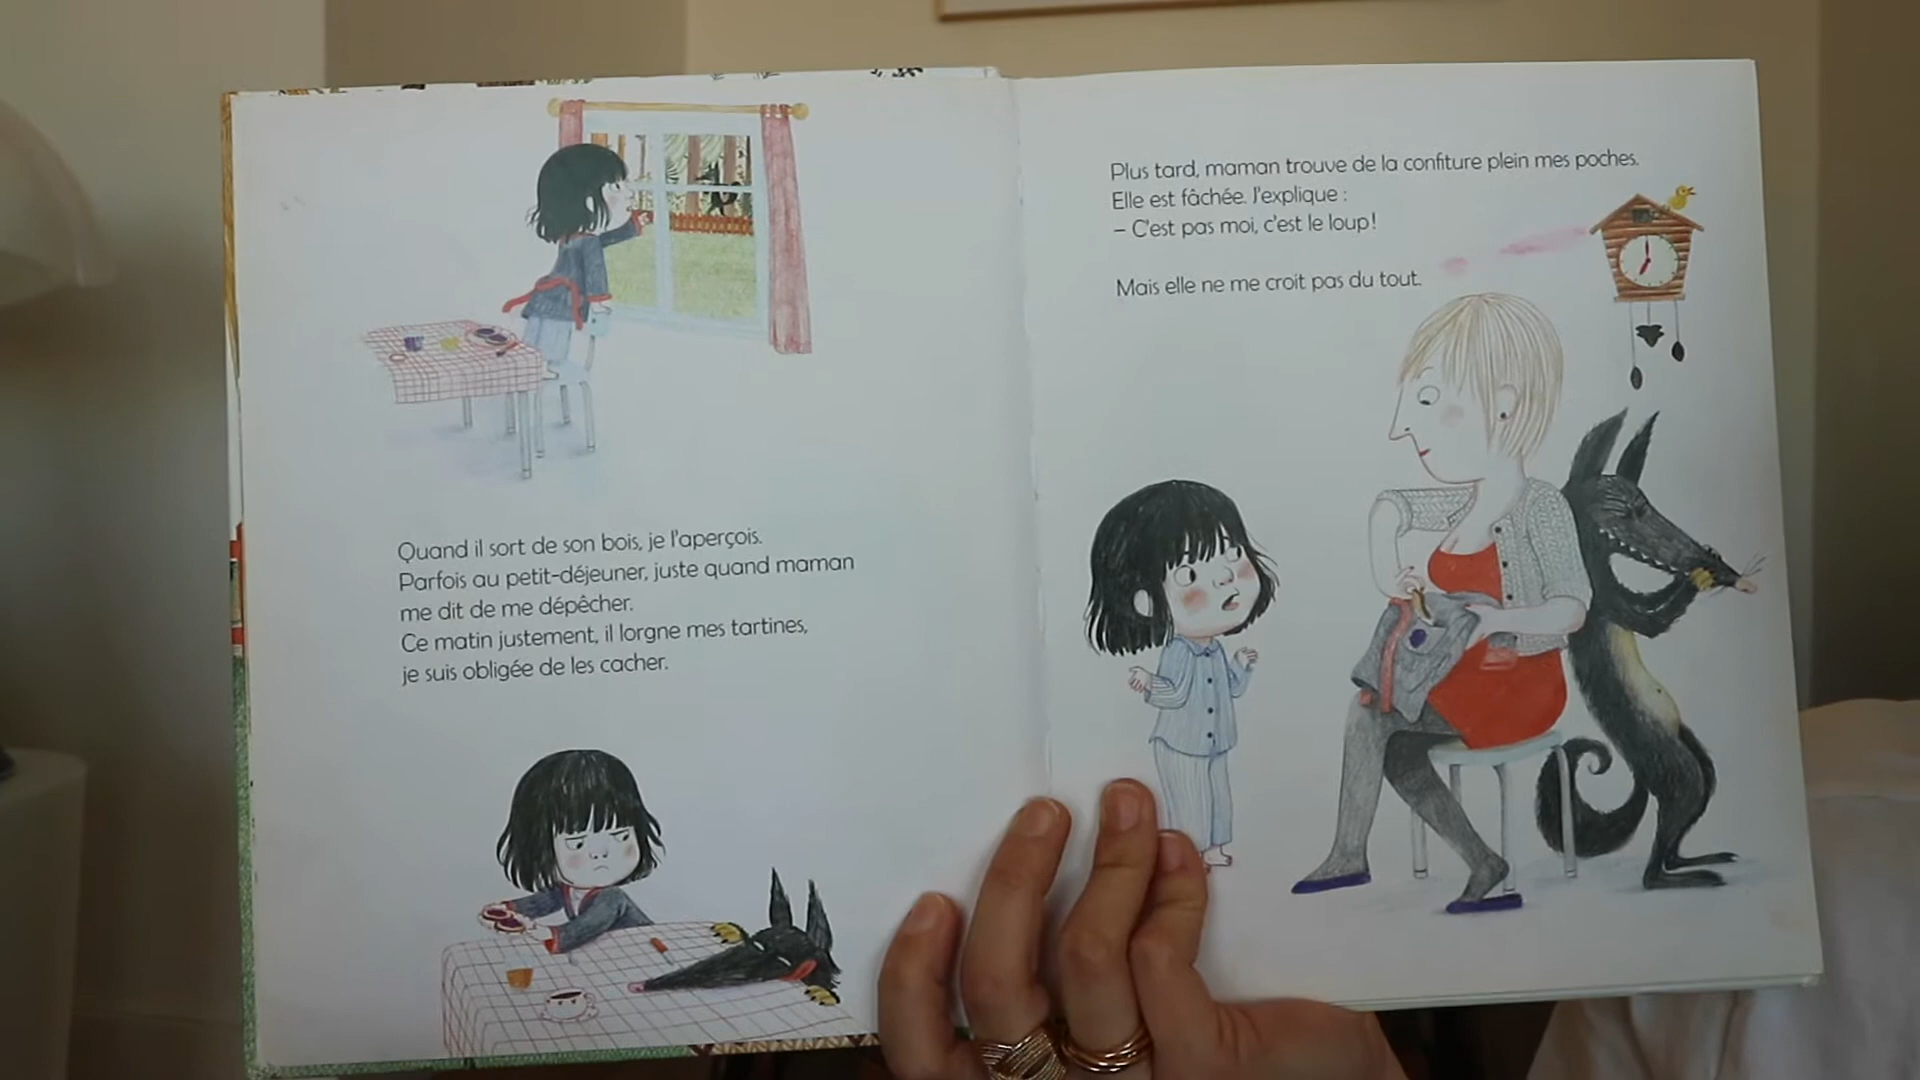 Quand il sort de son bois, je l'aperçois.
Parfois au petit-déjeuner, juste quand maman
me dit de me dépêcher.
Ce matin justement, il lorgne mes tartines,
je suis obligée de les cacher.
Plus tard, maman trouve de la confiture plein mes poches.
Elle est fâchée. J'explique :
– C'est pas moi, c'est le loup!
Mais elle ne me croit pas du tout.